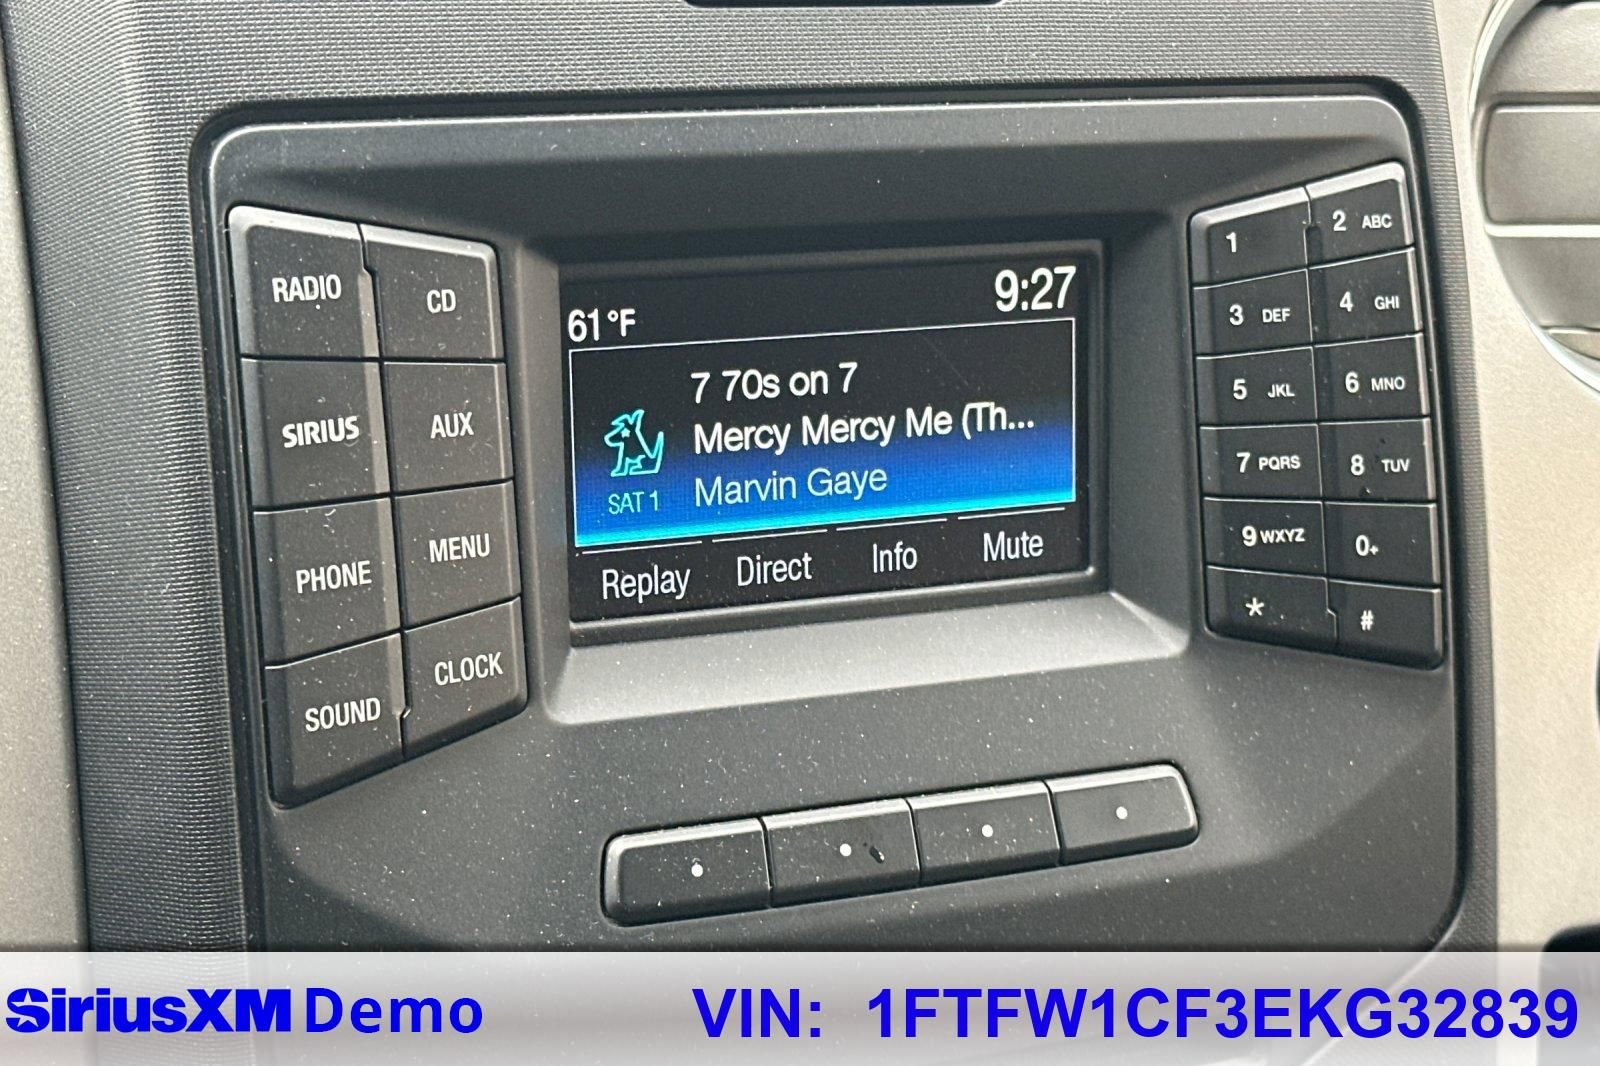 61°F
9:27
7 70s on 7
Mercy Mercy Me (Th...
Marvin Gaye
SAT 1
Replay
Direct
Info
Mute
RADIO
CD
SIRIUS
AUX
PHONE
MENU
SOUND
CLOCK
1
2 ABC
3 DEF
4 GHI
5 JKL
6 MNO
7 PQRS
8 TUV
9 WXYZ
0+
*
#
SiriusXM Demo
VIN: 1FTFW1CF3EKG32839